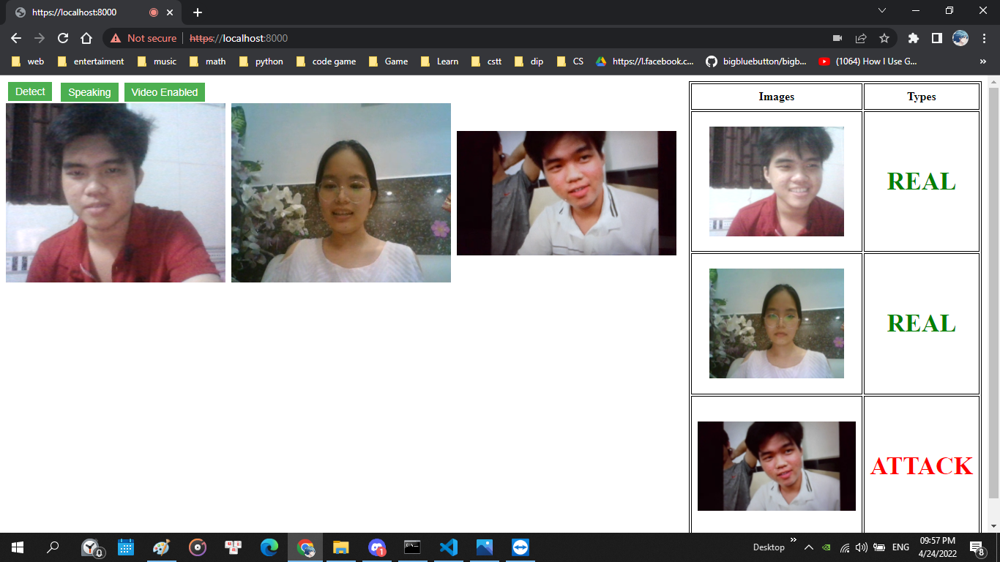 https://localhost:8000
Not secure
https://localhost:8000
web
entertaiment
music
math
python
code game
Game
Learn
cstt
dip
CS
https://l.facebook.c...
bigbluebutton/bigb...
(1064) How I Use G...
»
Detect
Speaking
Video Enabled
Images
Types
REAL
REAL
ATTACK
Desktop
»
ENG
09:57 PM
4/24/2022
8
0
1